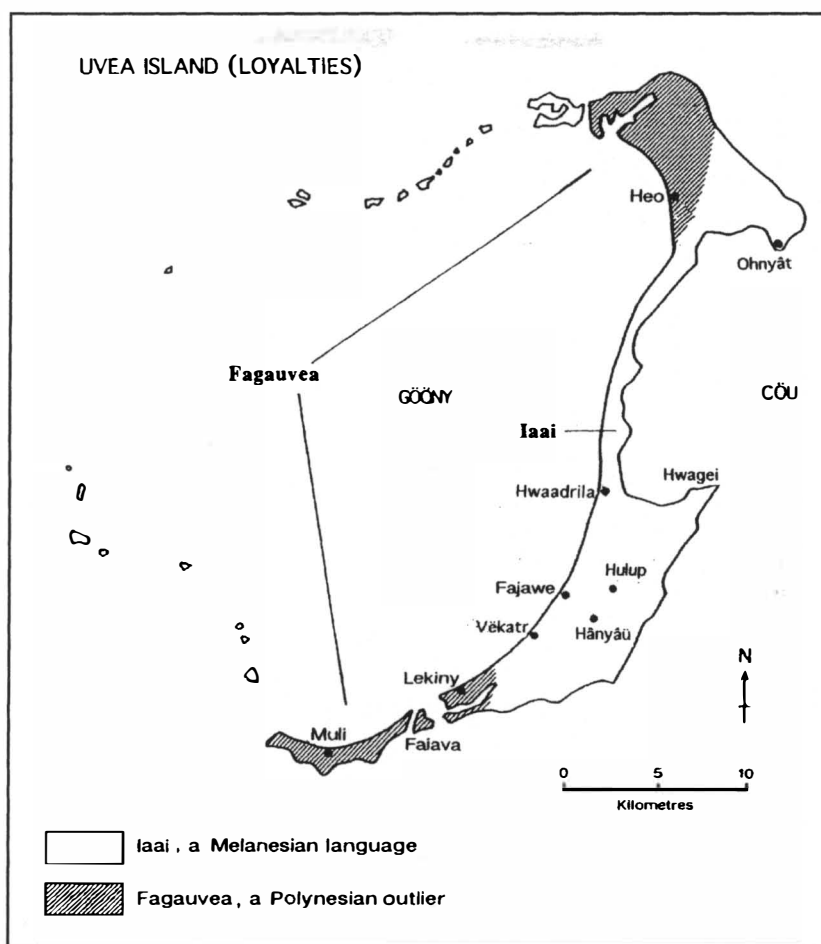 UVEA ISLAND (LOYALTIES)
Heo
Ohnyât
Fagauvea
GÖÖNY
CÖU
Iaai
Hwagei
Hwaadrila
Hulup
Fajawe
Vëkatr
Hânyâü
Lekiny
N
Muli
Faiava
0 5 10
Kilometres
Iaai, a Melanesian language
Fagauvea, a Polynesian outlier